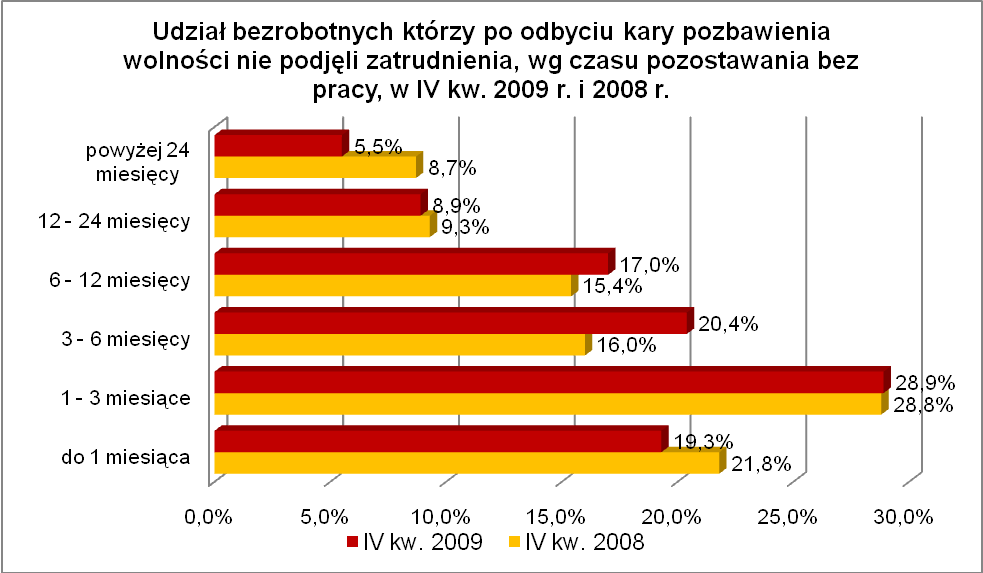 Udział bezrobotnych którzy po odbyciu kary pozbawienia
wolności nie podjęli zatrudnienia, wg czasu pozostawania bez
pracy, w IV kw. 2009 r. i 2008 r.
powyżej 24
miesięcy
5,5%
8,7%
12 - 24 miesięcy
8,9%
9,3%
6 - 12 miesięcy
17,0%
15,4%
3 - 6 miesięcy
20,4%
16,0%
1 - 3 miesiące
28,9%
28,8%
do 1 miesiąca
19,3%
21,8%
0,0% 5,0% 10,0% 15,0% 20,0% 25,0% 30,0%
IV kw. 2009 IV kw. 2008